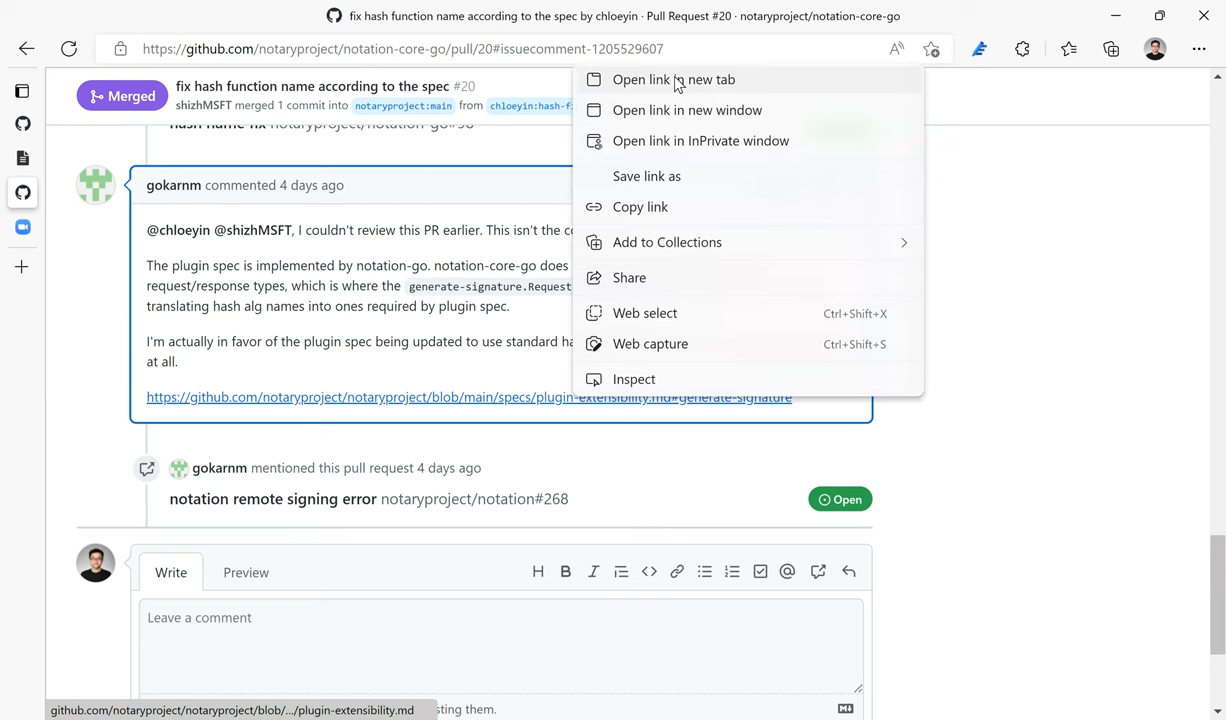 fix hash function name according to the spec by chloeyin · Pull Request #20 · notaryproject/notation-core-go
https://github.com/notaryproject/notation-core-go/pull/20#issuecomment-1205529607
Merged
fix hash function name according to the spec #20
shizhMSFT merged 1 commit into notaryproject:main from chloeyin:hash-f
Open link in new tab
Open link in new window
Open link in InPrivate window
Save link as
Copy link
Add to Collections
Share
Web select Ctrl+Shift+X
Web capture Ctrl+Shift+S
Inspect
gokarnm commented 4 days ago
@chloeyin @shizhMSFT, I couldn't review this PR earlier. This isn't the co
The plugin spec is implemented by notation-go. notation-core-go does
request/response types, which is where the generate-signature.Request
translating hash alg names into ones required by plugin spec.
I'm actually in favor of the plugin spec being updated to use standard ha
at all.
https://github.com/notaryproject/notaryproject/blob/main/specs/plugin-extensibility.md#generate-signature
gokarnm mentioned this pull request 4 days ago
notation remote signing error notaryproject/notation#268
Open
Write
Preview
Leave a comment
github.com/notaryproject/notaryproject/blob/.../plugin-extensibility.md
sting them.